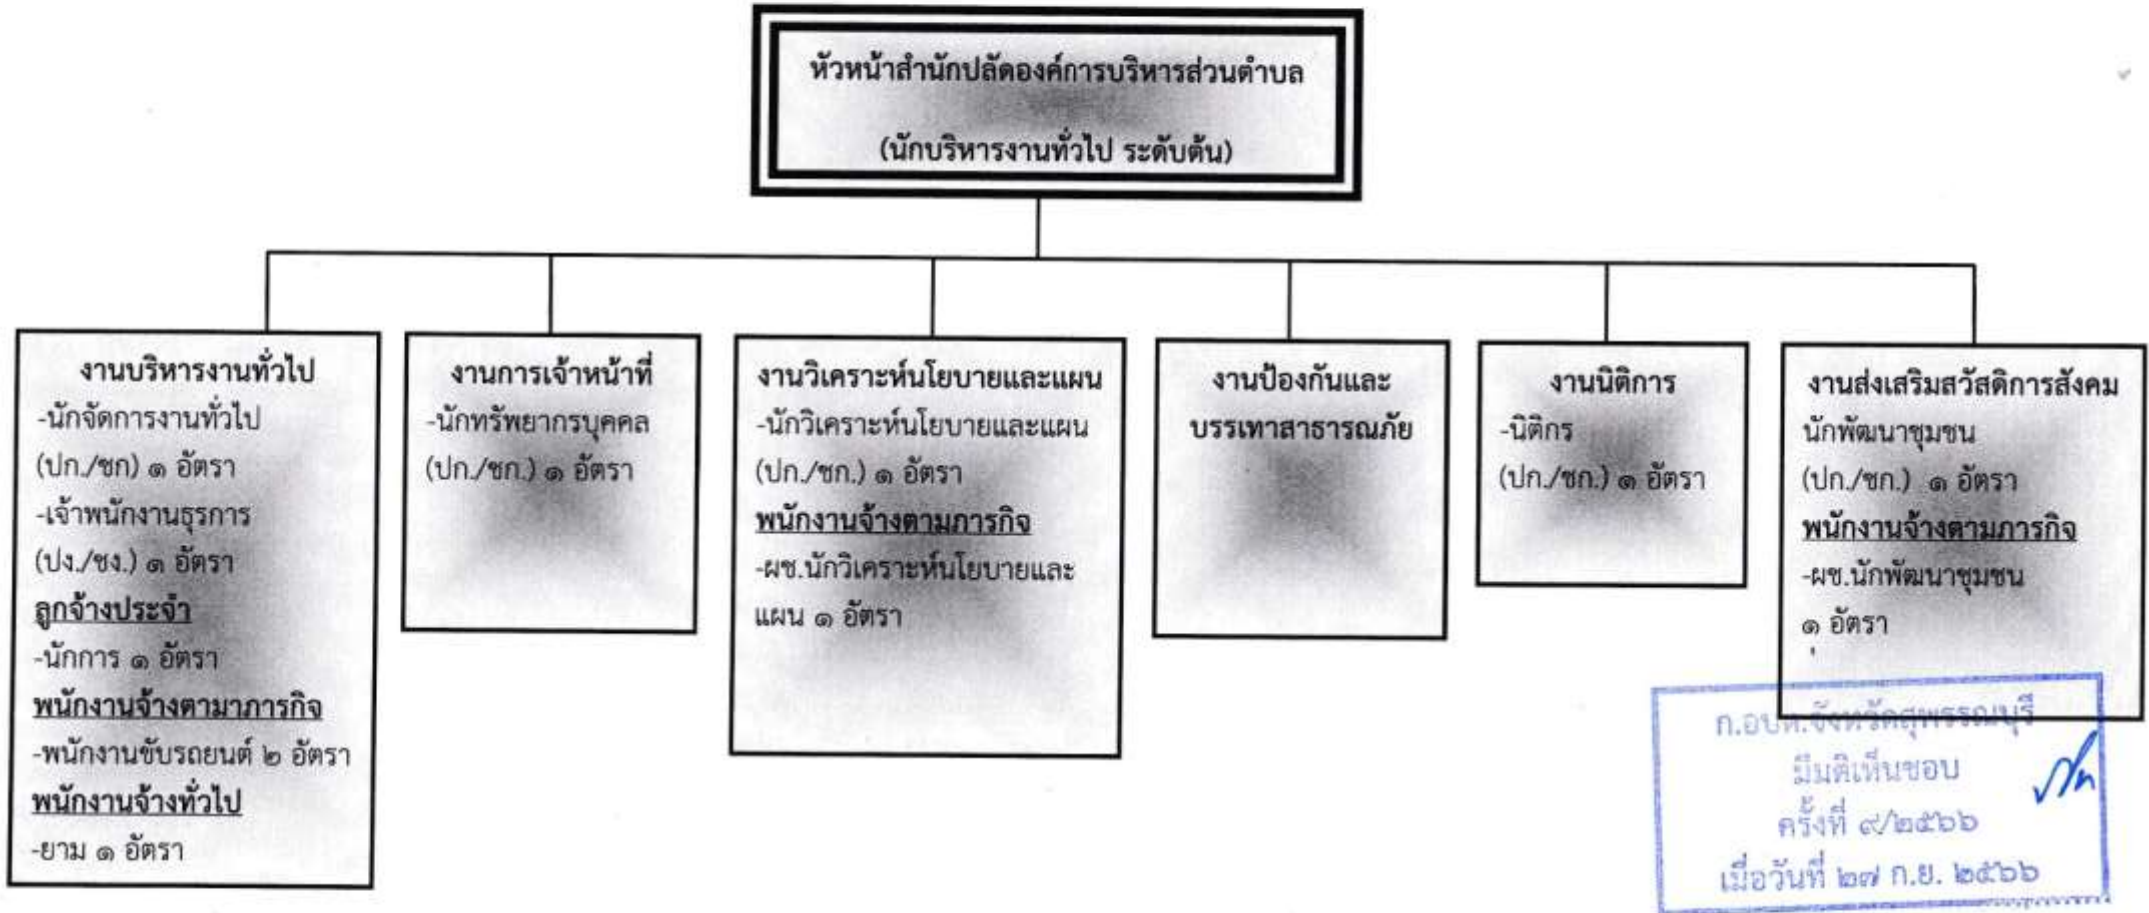 หัวหน้าสำนักปลัดองค์การบริหารส่วนตำบล
(นักบริหารงานทั่วไป ระดับต้น)
งานบริหารงานทั่วไป
-นักจัดการงานทั่วไป
(ปก./ชก) ๑ อัตรา
-เจ้าพนักงานธุรการ
(ปง./ชง.) ๑ อัตรา
ลูกจ้างประจำ
-นักการ ๑ อัตรา
พนักงานจ้างตามาภารกิจ
-พนักงานขับรถยนต์ ๒ อัตรา
พนักงานจ้างทั่วไป
-ยาม ๑ อัตรา
งานการเจ้าหน้าที่
-นักทรัพยากรบุคคล
(ปก./ชก.) ๑ อัตรา
งานวิเคราะห์นโยบายและแผน
-นักวิเคราะห์นโยบายและแผน
(ปก./ชก.) ๑ อัตรา
พนักงานจ้างตามภารกิจ
-ผช.นักวิเคราะห์นโยบายและ
แผน ๑ อัตรา
งานป้องกันและ
บรรเทาสาธารณภัย
งานนิติการ
-นิติกร
(ปก./ชก.) ๑ อัตรา
งานส่งเสริมสวัสดิการสังคม
นักพัฒนาชุมชน
(ปก./ชก.) ๑ อัตรา
พนักงานจ้างตามภารกิจ
-ผช.นักพัฒนาชุมชน
๑ อัตรา
ก.อบต.จังหวัดสุพรรณบุรี
มีมติเห็นชอบ
ครั้งที่ ๙/๒๕๖๖
เมื่อวันที่ ๒๗ ก.ย. ๒๕๖๖